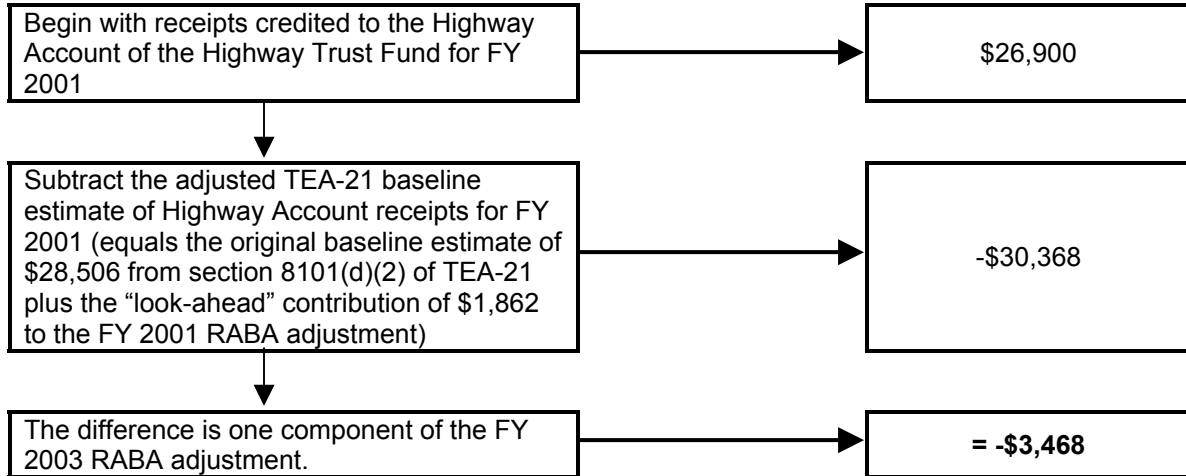 Begin with receipts credited to the Highway
Account of the Highway Trust Fund for FY
2001
$26,900
Subtract the adjusted TEA-21 baseline
estimate of Highway Account receipts for FY
2001 (equals the original baseline estimate of
$28,506 from section 8101(d)(2) of TEA-21
plus the “look-ahead” contribution of $1,862
to the FY 2001 RABA adjustment)
-$30,368
The difference is one component of the FY
2003 RABA adjustment.
= -$3,468